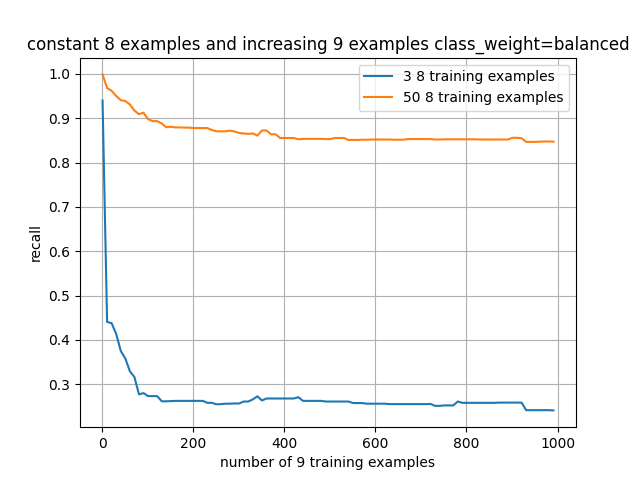 constant 8 examples and increasing 9 examples class_weight=balanced
3 8 training examples
50 8 training examples
1.0
0.9
0.8
0.7
0.6
0.5
0.4
0.3
recall
0
200
400
600
800
1000
number of 9 training examples